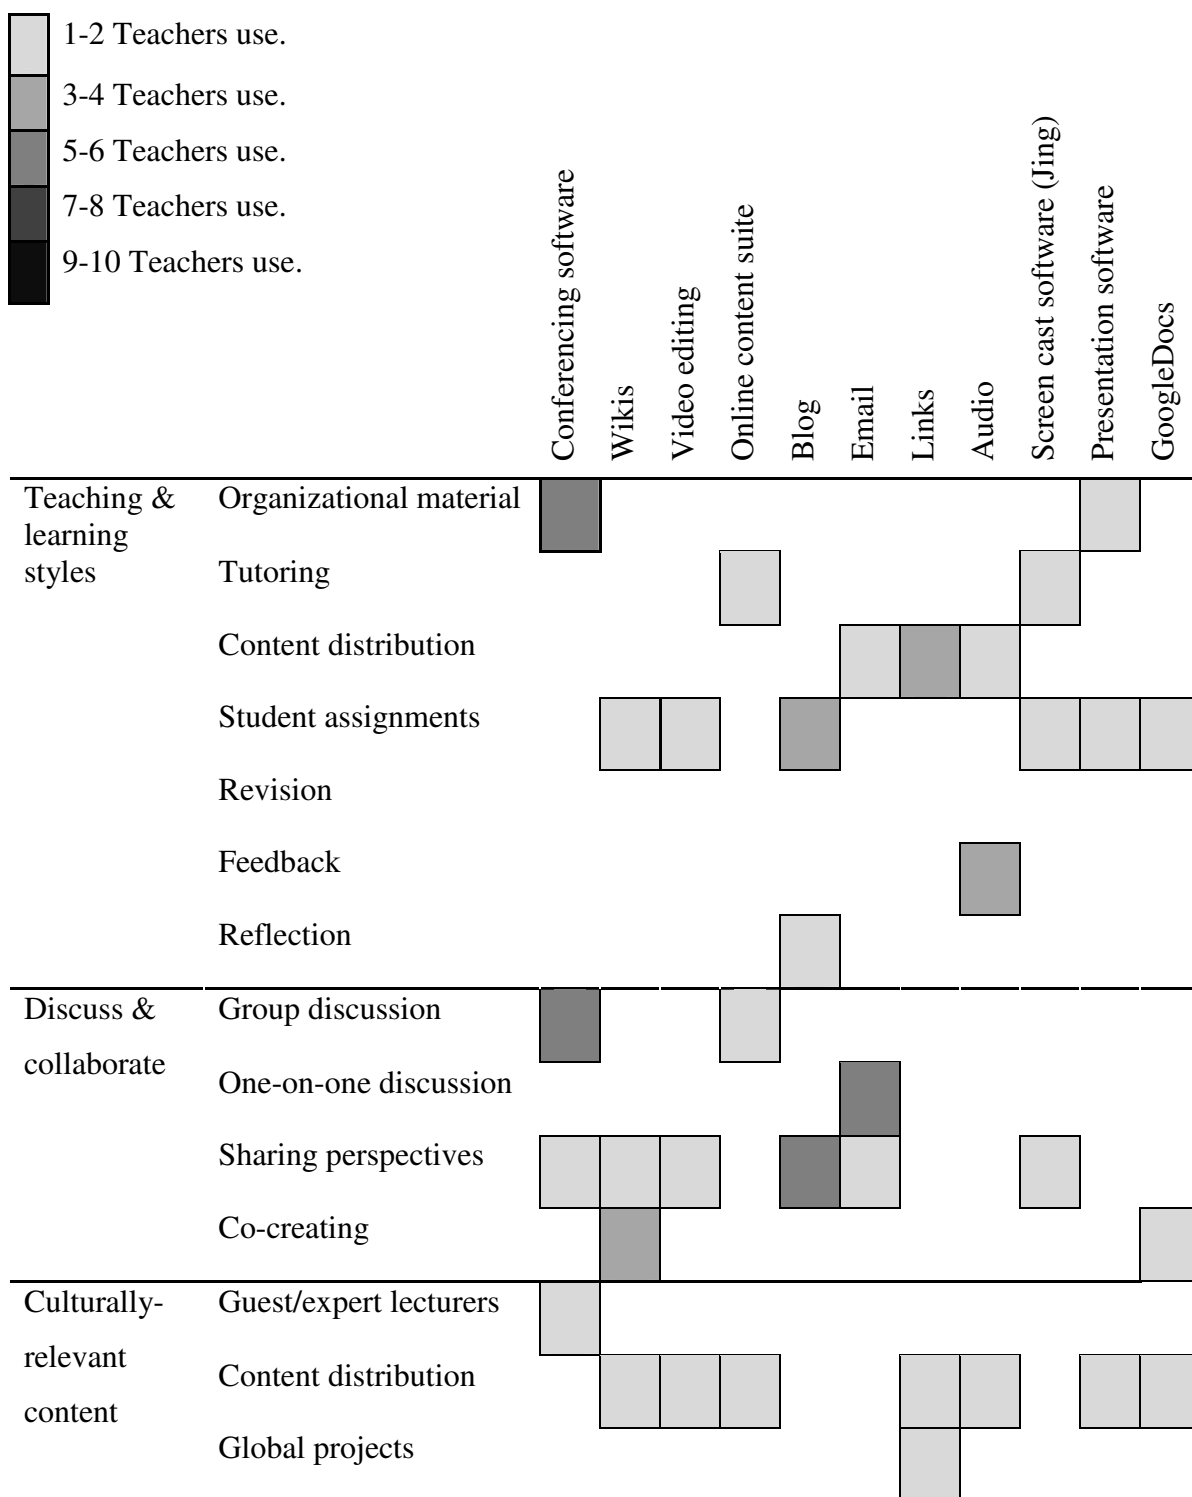 1-2 Teachers use.
3-4 Teachers use.
5-6 Teachers use.
7-8 Teachers use.
9-10 Teachers use.
Conferencing software
Wikis
Video editing
Online content suite
Blog
Email
Links
Audio
Screen cast software (Jing)
Presentation software
GoogleDocs
Teaching &
learning
styles
Organizational material
Tutoring
Content distribution
Student assignments
Revision
Feedback
Reflection
Discuss &
collaborate
Group discussion
One-on-one discussion
Sharing perspectives
Co-creating
Culturally-
relevant
content
Guest/expert lecturers
Content distribution
Global projects